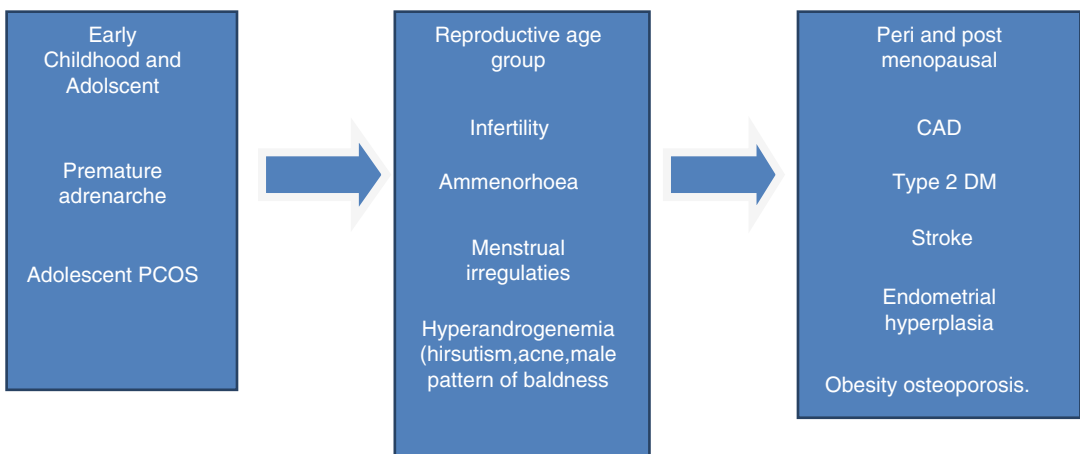 Early
Childhood and
Adolscent
Premature
adrenarche
Adolescent PCOS
Reproductive age
group
Infertility
Ammenorhoea
Menstrual
irregulaties
Hyperandrogenemia
(hirsutism,acne,male
pattern of baldness
Peri and post
menopausal
CAD
Type 2 DM
Stroke
Endometrial
hyperplasia
Obesity osteoporosis.